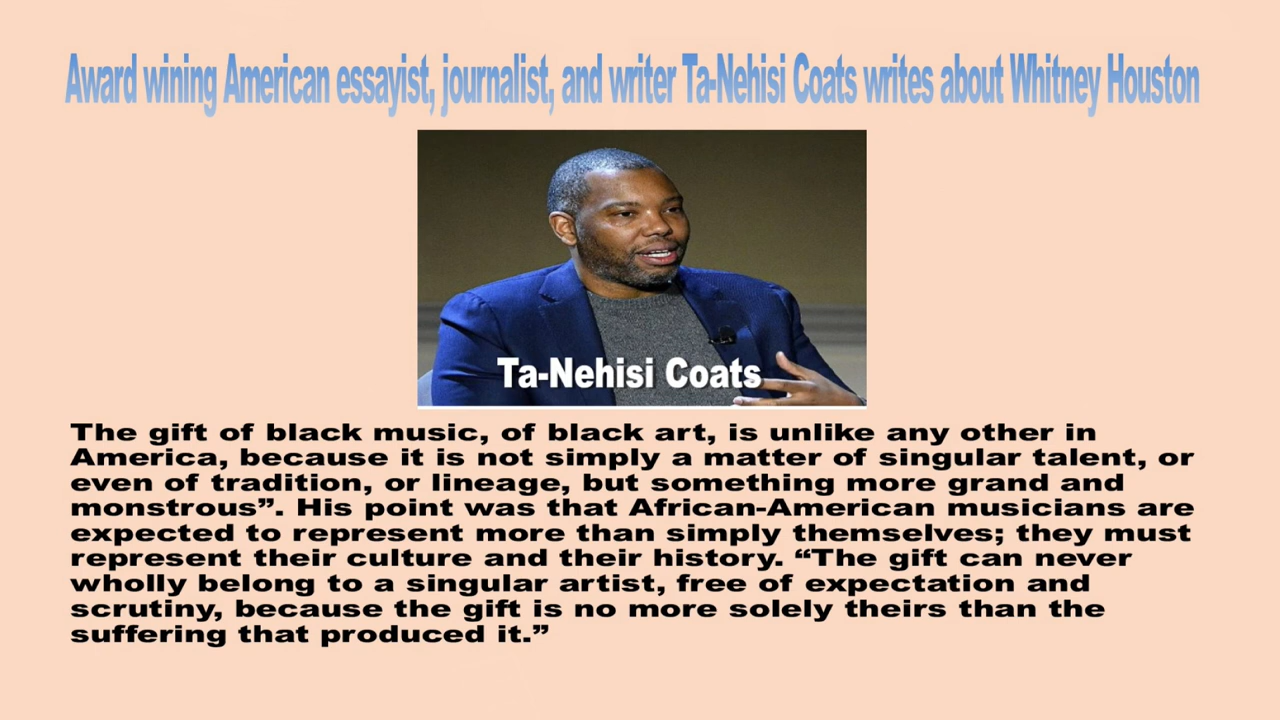 Award wining American essayist, journalist, and writer Ta-Nehisi Coats writes about Whitney Houston
Ta-Nehisi Coats
The gift of black music, of black art, is unlike any other in
America, because it is not simply a matter of singular talent, or
even of tradition, or lineage, but something more grand and
monstrous”. His point was that African-American musicians are
expected to represent more than simply themselves; they must
represent their culture and their history. “The gift can never
wholly belong to a singular artist, free of expectation and
scrutiny, because the gift is no more solely theirs than the
suffering that produced it.”